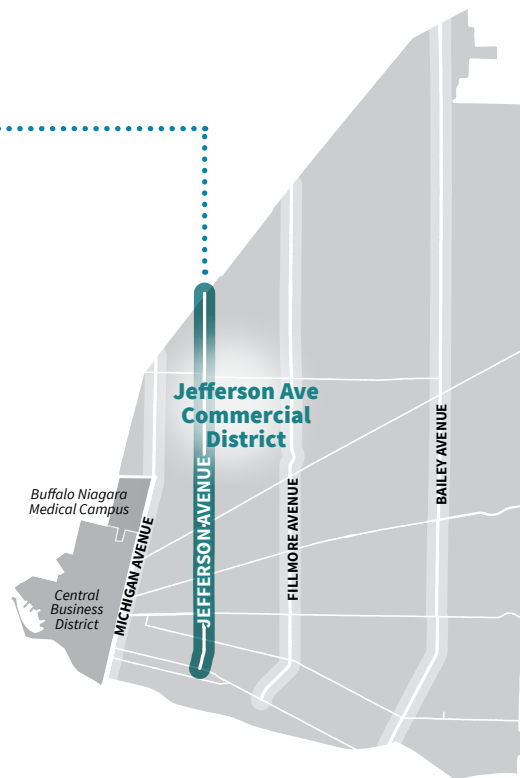 Jefferson Ave
Commercial
District
BAILEY AVENUE
JEFFERSON AVENUE
FILLMORE AVENUE
Buffalo Niagara
Medical Campus
MICHIGAN AVENUE
Central
Business
District